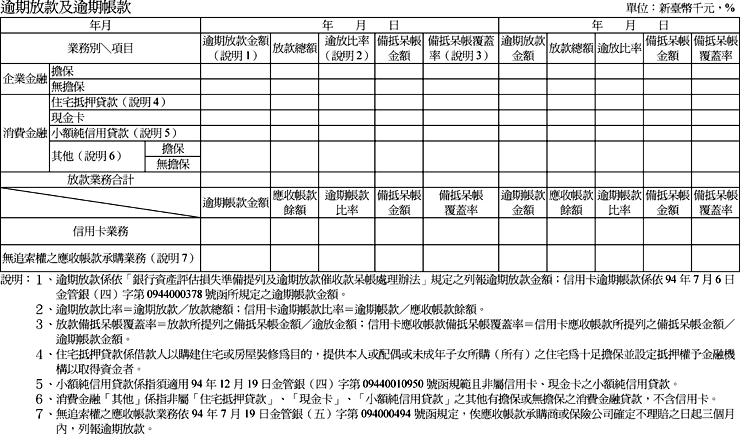 逾期放款及逾期帳款
單位：新臺幣千元，%
年月 年 月 日 年 月 日
業務別＼項目 逾期放款金額（說明1） 放款總額 逾放比率（說明2） 備抵呆帳金額 備抵呆帳覆蓋率（說明3） 逾期放款金額 放款總額 逾放比率 備抵呆帳金額 備抵呆帳覆蓋率
企業金融 擔保
無擔保
消費金融 住宅抵押貸款（說明4）
現金卡
小額純信用貸款（說明5）
其他（說明6） 擔保
無擔保
放款業務合計
逾期帳款金額 應收帳款餘額 逾期帳款比率 備抵呆帳金額 備抵呆帳覆蓋率 逾期帳款金額 應收帳款餘額 逾期帳款比率 備抵呆帳金額 備抵呆帳覆蓋率
信用卡業務
無追索權之應收帳款承購業務（說明7）
說明：1、逾期放款係依「銀行資產評估損失準備提列及逾期放款催收款呆帳處理辦法」規定之列報逾期放款金額；信用卡逾期帳款係依94年7月6日
金管銀（四）字第0944000378號函所規定之逾期帳款金額。
2、逾期放款比率＝逾期放款／放款總額；信用卡逾期帳款比率＝逾期帳款／應收帳款餘額。
3、放款備抵呆帳覆蓋率＝放款所提列之備抵呆帳金額／逾放金額；信用卡應收帳款備抵呆帳覆蓋率＝信用卡應收帳款所提列之備抵呆帳金額／
逾期帳款金額。
4、住宅抵押貸款係借款人以購建住宅或房屋裝修為目的，提供本人或配偶或未成年子女所購（所有）之住宅為十足擔保並設定抵押權予金融機
構以取得資金者。
5、小額純信用貸款係指須適用94年12月19日金管銀（四）字第09440010950號函規範且非屬信用卡、現金卡之小額純信用貸款。
6、消費金融「其他」係指非屬「住宅抵押貸款」、「現金卡」、「小額純信用貸款」之其他有擔保或無擔保之消費金融貸款，不含信用卡。
7、無追索權之應收帳款業務依94年7月19日金管銀（五）字第094000494號函規定，俟應收帳款承購商或保險公司確定不理賠之日起三個月
內，列報逾期放款。